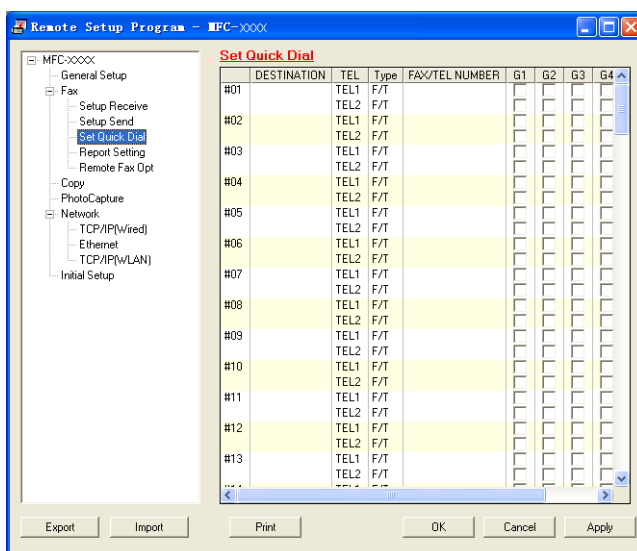 Remote Setup Program - MFC-XXXX
MFC-XXXX
General Setup
Fax
Setup Receive
Setup Send
Set Quick Dial
Report Setting
Remote Fax Opt
Copy
PhotoCapture
Network
TCP/IP(Wired)
Ethernet
TCP/IP(WLAN)
Initial Setup
Set Quick Dial
DESTINATION TEL Type FAX/TEL NUMBER G1 G2 G3 G4
#01 TEL1 F/T
TEL2 F/T
#02 TEL1 F/T
TEL2 F/T
#03 TEL1 F/T
TEL2 F/T
#04 TEL1 F/T
TEL2 F/T
#05 TEL1 F/T
TEL2 F/T
#06 TEL1 F/T
TEL2 F/T
#07 TEL1 F/T
TEL2 F/T
#08 TEL1 F/T
TEL2 F/T
#09 TEL1 F/T
TEL2 F/T
#10 TEL1 F/T
TEL2 F/T
#11 TEL1 F/T
TEL2 F/T
#12 TEL1 F/T
TEL2 F/T
#13 TEL1 F/T
TEL2 F/T
Export Import Print OK Cancel Apply